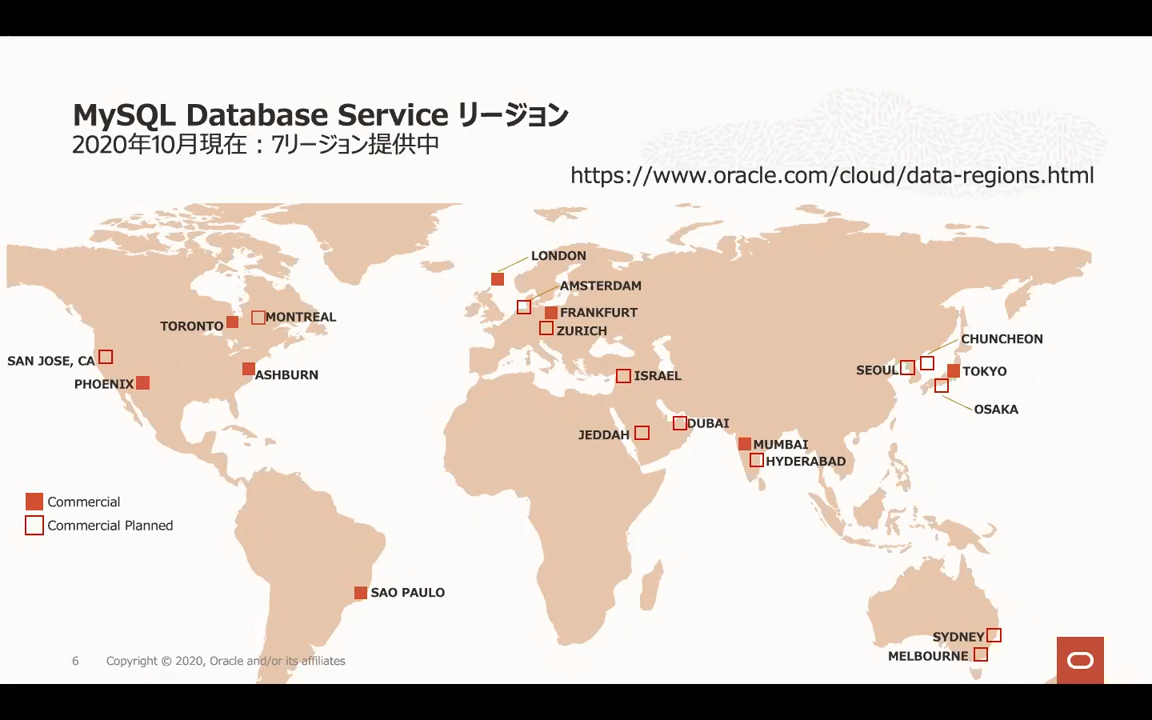 MySQL Database Service リージョン
2020年10月現在：7リージョン提供中
https://www.oracle.com/cloud/data-regions.html
LONDON
AMSTERDAM
FRANKFURT
ZURICH
TORONTO
MONTREAL
SAN JOSE, CA
PHOENIX
ASHBURN
ISRAEL
CHUNCHEON
SEOUL
TOKYO
OSAKA
JEDDAH
DUBAI
MUMBAI
HYDERABAD
Commercial
Commercial Planned
SAO PAULO
SYDNEY
MELBOURNE
6 Copyright © 2020, Oracle and/or its affiliates